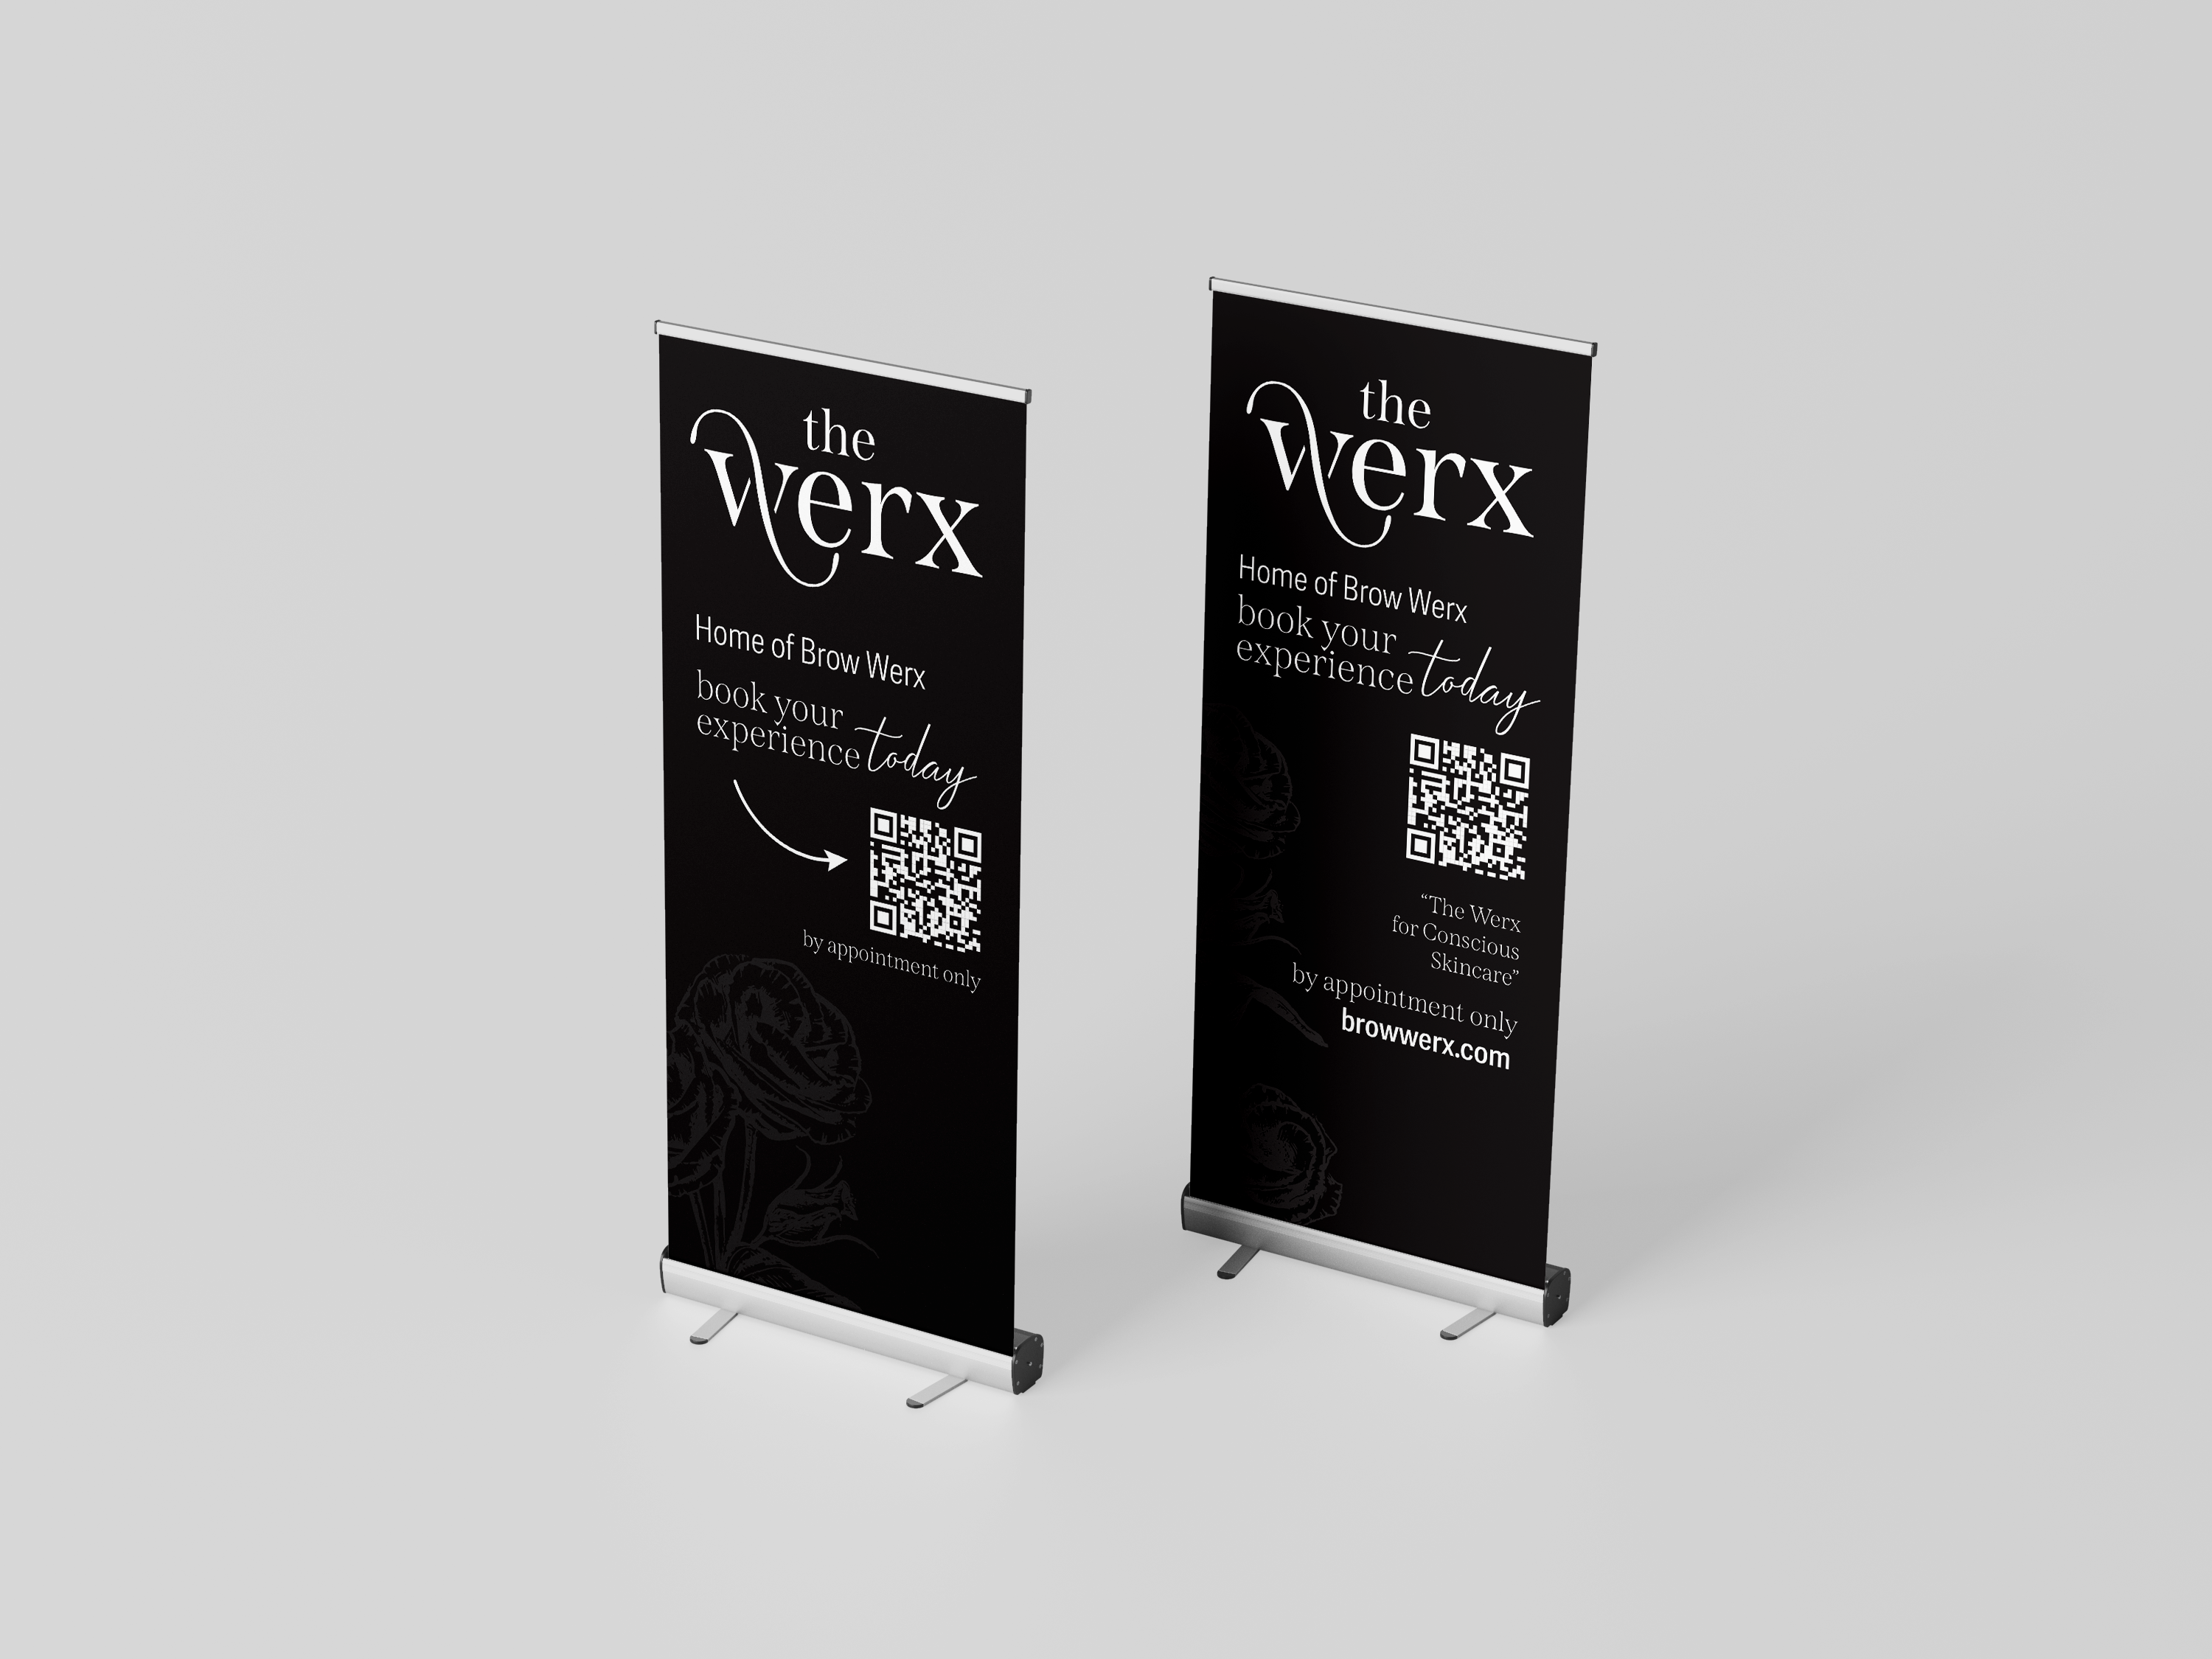 the
werx
Home of Brow Werx
book your
experience today
by appointment only
the
werx
Home of Brow Werx
book your
experience today
“The Werx
for Conscious
Skincare”
by appointment only
browwerx.com